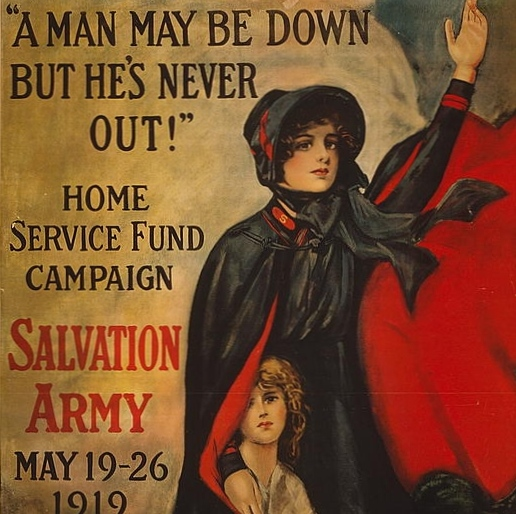 “A MAN MAY BE DOWN
BUT HE'S NEVER
OUT!”
HOME
SERVICE FUND
CAMPAIGN
SALVATION
ARMY
MAY 19-26
1919
S